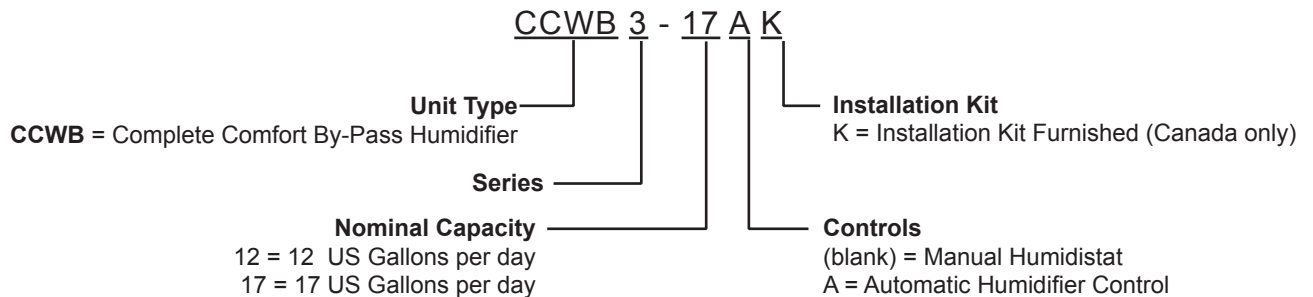 CCWB 3 - 17 A K
Unit Type
CCWB = Complete Comfort By-Pass Humidifier
Series
Nominal Capacity
12 = 12 US Gallons per day
17 = 17 US Gallons per day
Installation Kit
K = Installation Kit Furnished (Canada only)
Controls
(blank) = Manual Humidistat
A = Automatic Humidifier Control